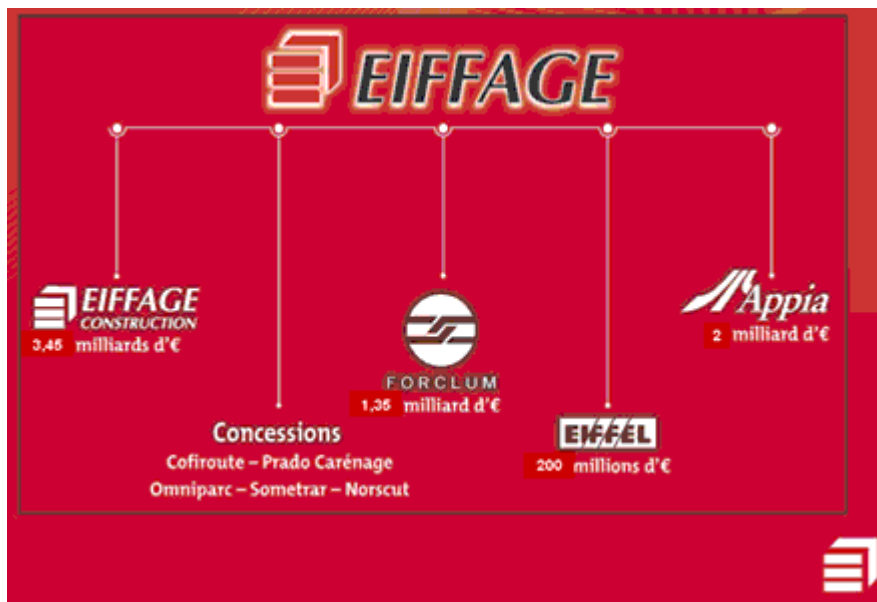 EIFFAGE
EIFFAGE
CONSTRUCTION
3,45 milliards d'€
Concessions
Cofiroute – Prado Carénage
Omniparc – Sometrar – Norscut
FORCLUM
1,35 milliard d'€
EIFFEL
200 millions d'€
Appia
2 milliard d'€